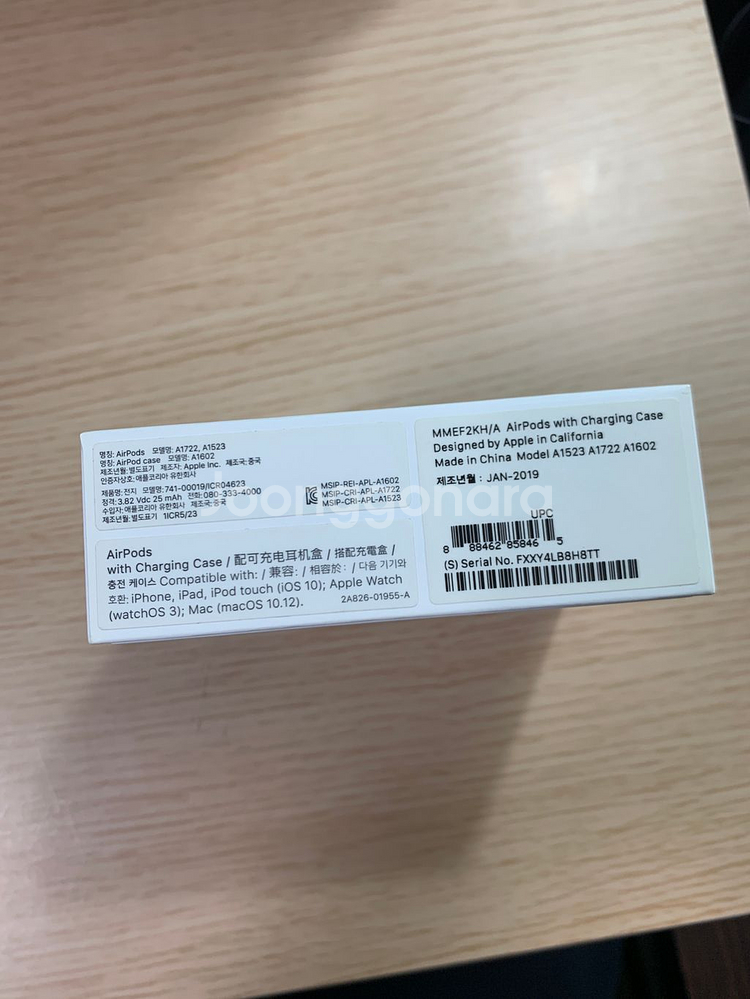 명칭: AirPods 모델명: A1722, A1523
명칭: AirPod case 모델명: A1602
제조년월: 별도표기 제조자: Apple Inc. 제조국: 중국
인증자상호: 애플코리아 유한회사
제품명: 전지 모델명: 741-00019/ICR04623
정격: 3.82 Vdc 25 mAh 전화: 080-333-4000
수입자: 애플코리아 유한회사 제조국: 중국
제조년월: 별도표기 1ICR5/23
MSIP-REI-APL-A1602
MSIP-CRI-APL-A1722
MSIP-CRI-APL-A1523
AirPods
with Charging Case / 配可充电耳机盒 / 搭配充電盒 /
충전 케이스 Compatible with: / 兼容: / 相容於: / 다음 기기와
호환: iPhone, iPad, iPod touch (iOS 10); Apple Watch
(watchOS 3); Mac (macOS 10.12).
2A826-01955-A
MMEF2KH/A AirPods with Charging Case
Designed by Apple in California
Made in China Model A1523 A1722 A1602
제조년월 : JAN-2019
UPC
8 88462 85846 5
(S) Serial No. FXXY4LB8H8TT
joonggonara